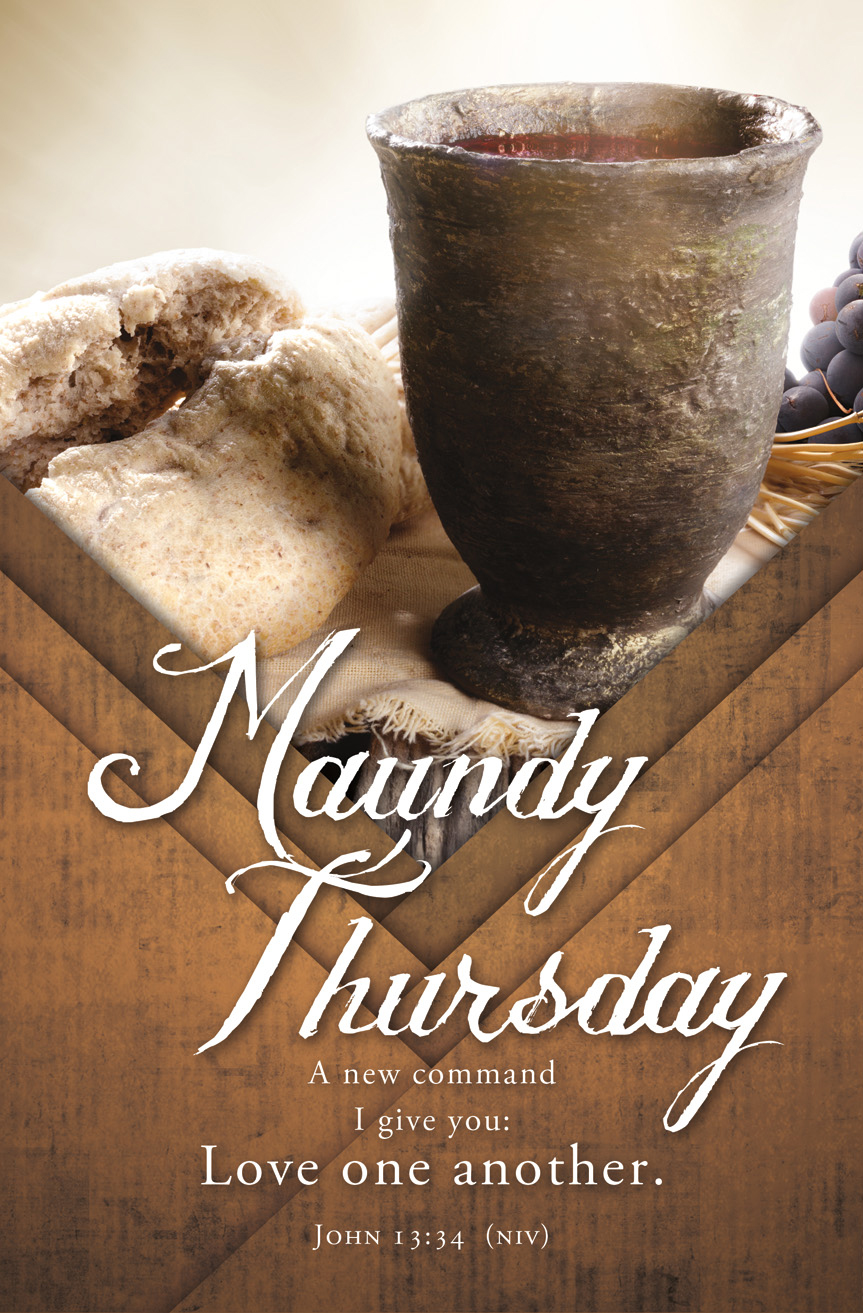 Maundy
Thursday
A new command
I give you:
Love one another.
John 13:34 (NIV)